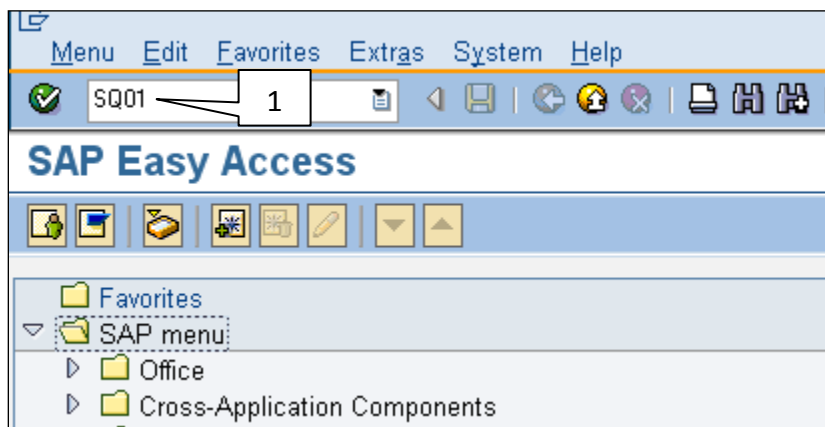 Menu Edit Favorites Extras System Help
SQ01 1
SAP Easy Access
Favorites
SAP menu
Office
Cross-Application Components